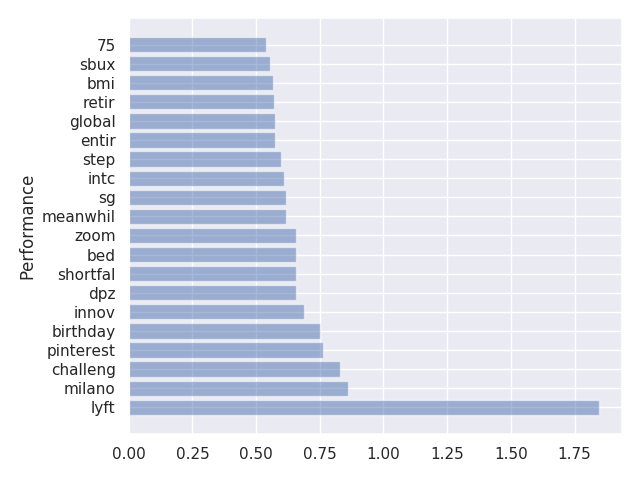 75
sbux
bmi
retir
global
entir
step
intc
sg
meanwhil
zoom
bed
shortfal
dpz
innov
birthday
pinterest
challeng
milano
lyft
Performance
0.00 0.25 0.50 0.75 1.00 1.25 1.50 1.75